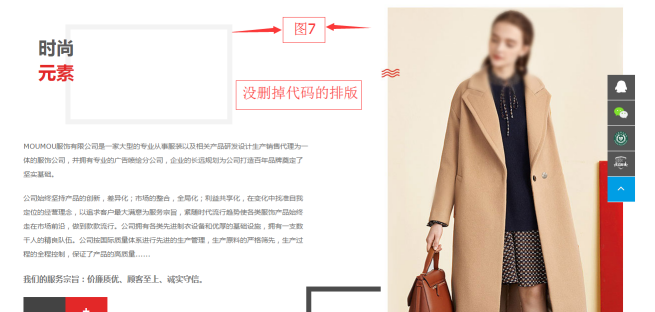 图7
时尚
元素
没删掉代码的排版
MOUMOU服饰有限公司是一家大型的专业从事服装以及相关产品研发设计生产销售代理为一
体的服饰公司，并拥有专业的广告喷绘分公司，企业的长远规划为公司打造百年品牌奠定了
坚实基础。
公司始终坚持产品的创新，差异化；市场的整合，全局化；利益共享化，在变化中找准自我
定位的经营理念，以追求客户最大满意为服务宗旨，紧随时代流行趋势使各类服饰产品始终
走在市场前沿，做到款款流行。公司拥有各类先进制衣设备和优厚的基础设施，拥有一支数
千人的精良队伍。公司按国际质量体系进行先进的生产管理，生产原料的严格筛先，生产过
程的全程控制，保证了产品的高质量……
我们的服务宗旨：价廉质优、顾客至上、诚实守信。